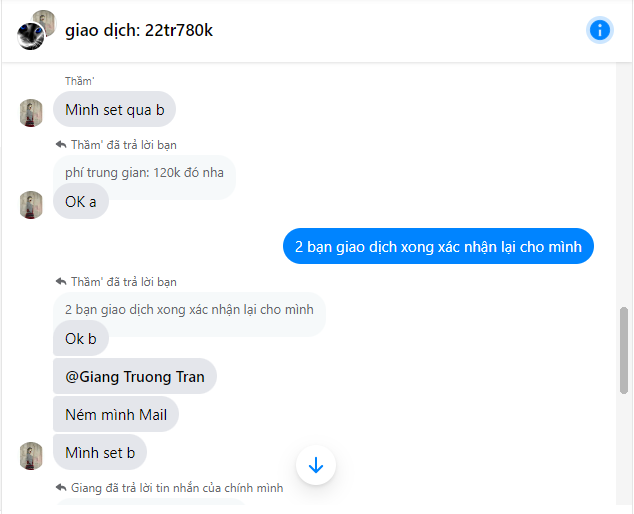 giao dịch: 22tr780k
Thầm'
Mình set qua b
Thầm' đã trả lời bạn
phí trung gian: 120k đó nha
OK a
2 bạn giao dịch xong xác nhận lại cho mình
Thầm' đã trả lời bạn
2 bạn giao dịch xong xác nhận lại cho mình
Ok b
@Giang Truong Tran
Ném mình Mail
Mình set b
Giang đã trả lời tin nhắn của chính mình